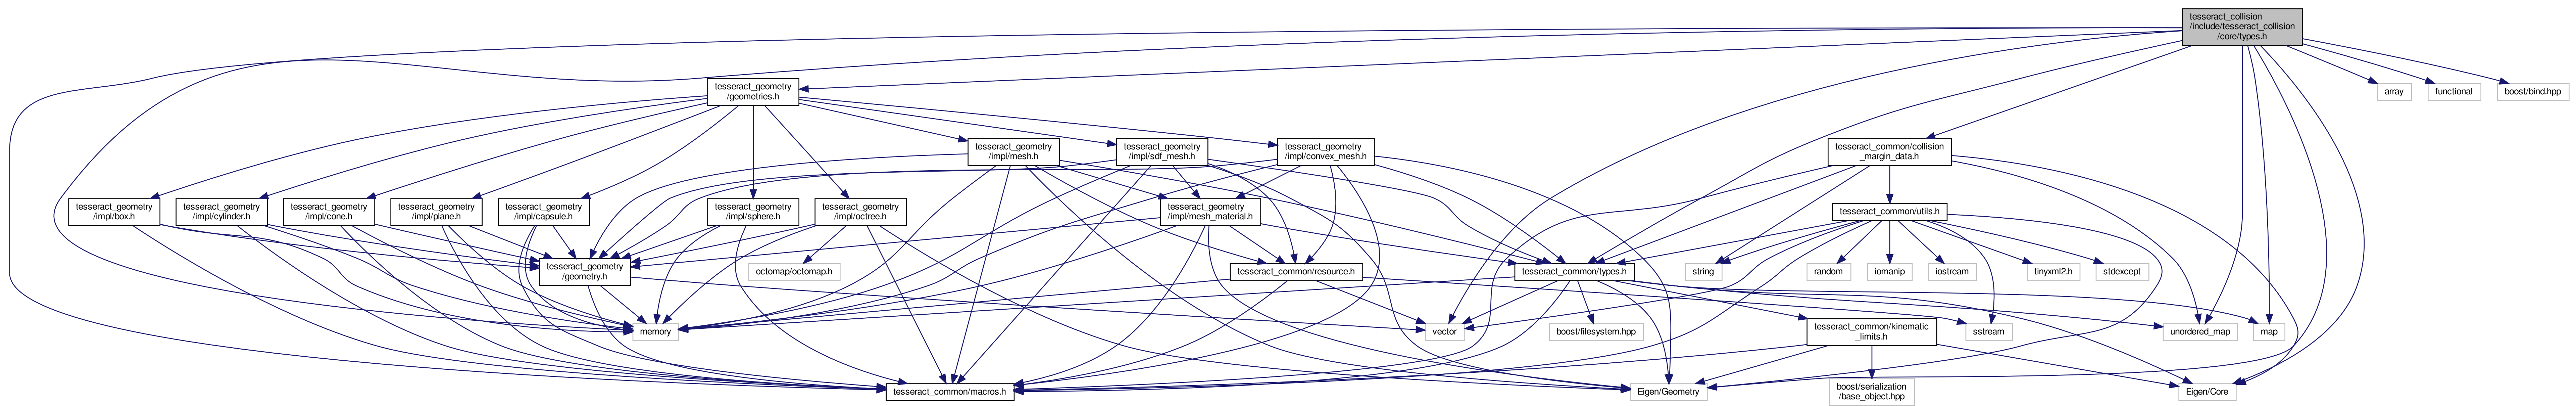 tesseract_collision
/include/tesseract_collision
/core/types.h
tesseract_geometry
/geometries.h
array
functional
boost/bind.hpp
tesseract_geometry
/impl/mesh.h
tesseract_geometry
/impl/sdf_mesh.h
tesseract_geometry
/impl/convex_mesh.h
tesseract_common/collision
_margin_data.h
tesseract_geometry
/impl/box.h
tesseract_geometry
/impl/cylinder.h
tesseract_geometry
/impl/cone.h
tesseract_geometry
/impl/plane.h
tesseract_geometry
/impl/capsule.h
tesseract_geometry
/impl/sphere.h
tesseract_geometry
/impl/octree.h
tesseract_geometry
/impl/mesh_material.h
tesseract_common/utils.h
tesseract_geometry
/geometry.h
octomap/octomap.h
tesseract_common/resource.h
tesseract_common/types.h
string
random
iomanip
iostream
tinyxml2.h
stdexcept
memory
vector
boost/filesystem.hpp
tesseract_common/kinematic
_limits.h
sstream
unordered_map
map
tesseract_common/macros.h
Eigen/Geometry
boost/serialization
/base_object.hpp
Eigen/Core